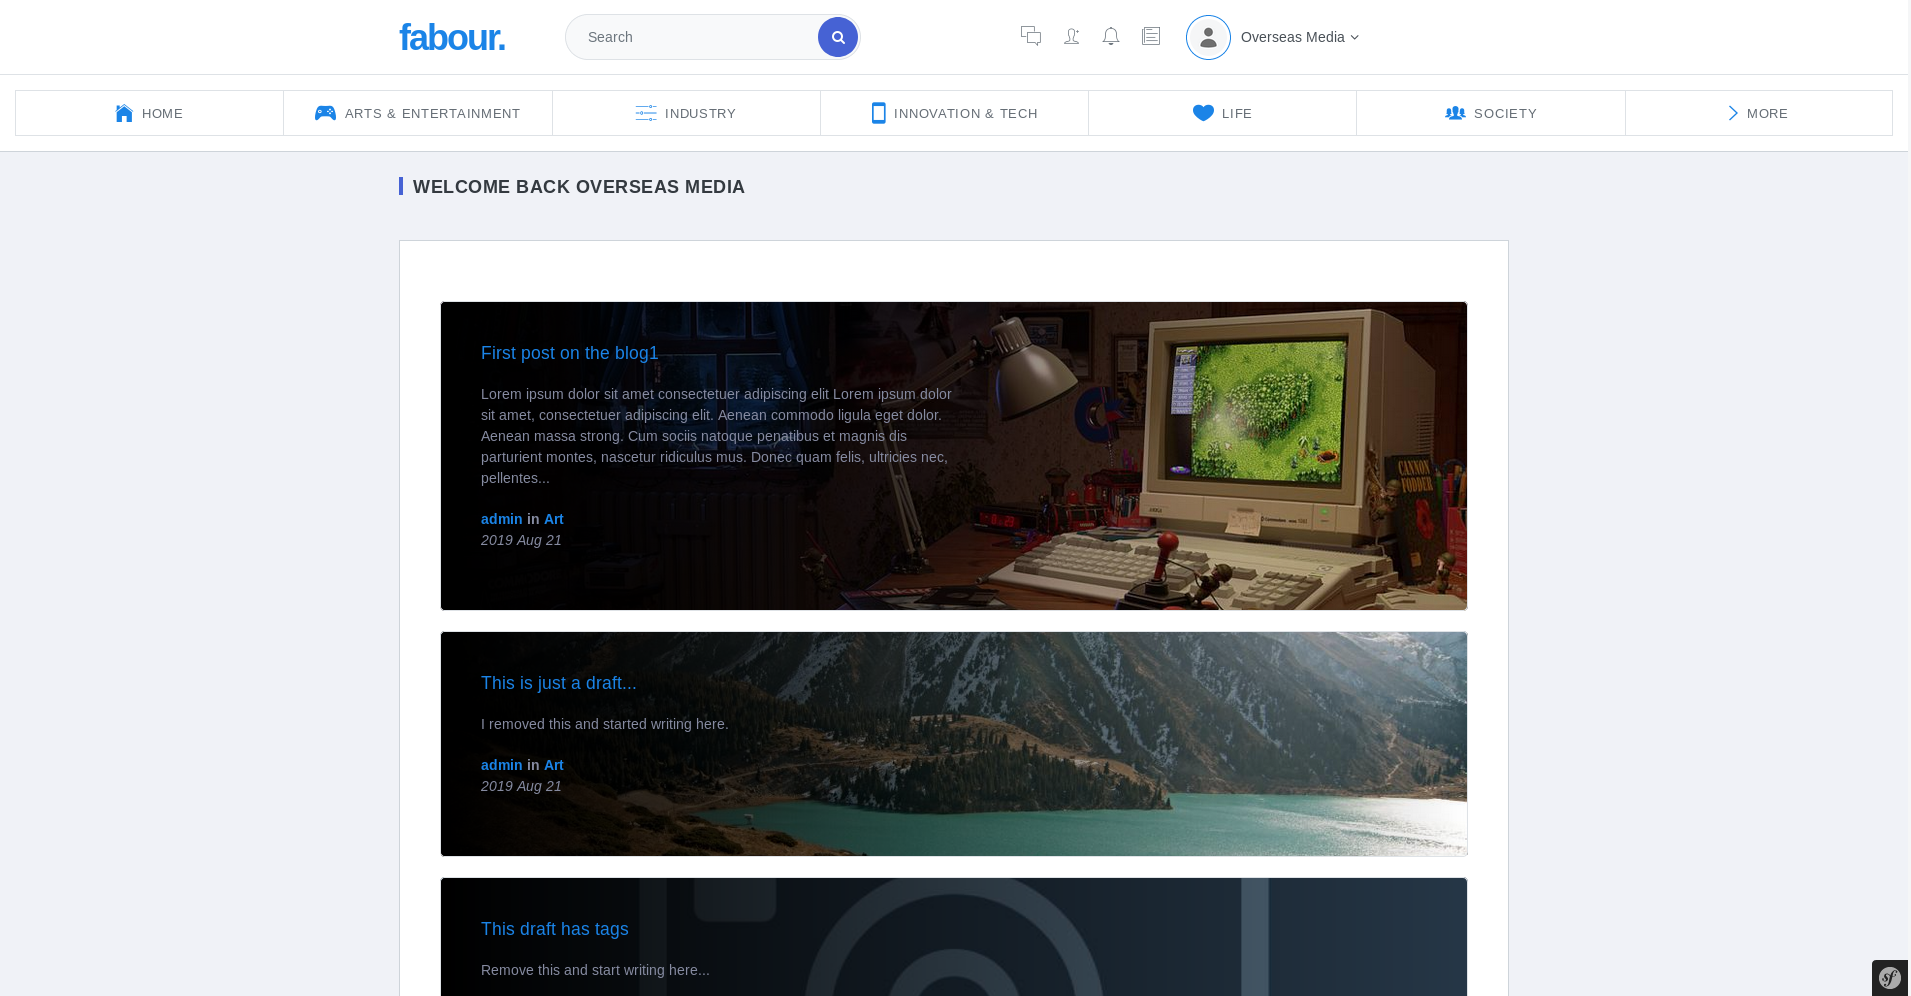 fabour.
Search
Overseas Media
HOME
ARTS & ENTERTAINMENT
INDUSTRY
INNOVATION & TECH
LIFE
SOCIETY
MORE
WELCOME BACK OVERSEAS MEDIA
First post on the blog1
Lorem ipsum dolor sit amet consectetuer adipiscing elit Lorem ipsum dolor
sit amet, consectetuer adipiscing elit. Aenean commodo ligula eget dolor.
Aenean massa strong. Cum sociis natoque penatibus et magnis dis
parturient montes, nascetur ridiculus mus. Donec quam felis, ultricies nec,
pellentes...
admin in Art
2019 Aug 21
CANNON
FODDER
This is just a draft...
I removed this and started writing here.
admin in Art
2019 Aug 21
This draft has tags
Remove this and start writing here...
sf